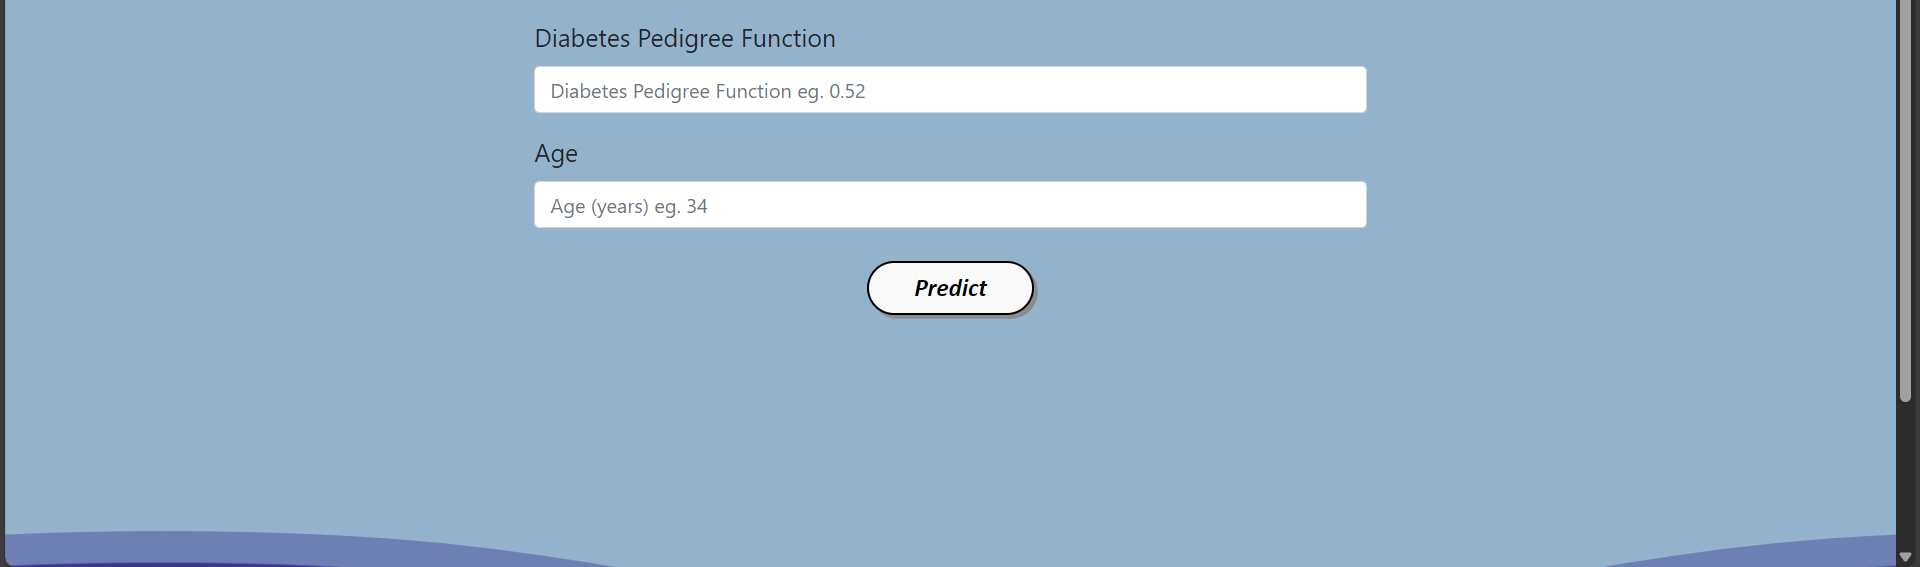 Diabetes Pedigree Function
Diabetes Pedigree Function eg. 0.52
Age
Age (years) eg. 34
Predict